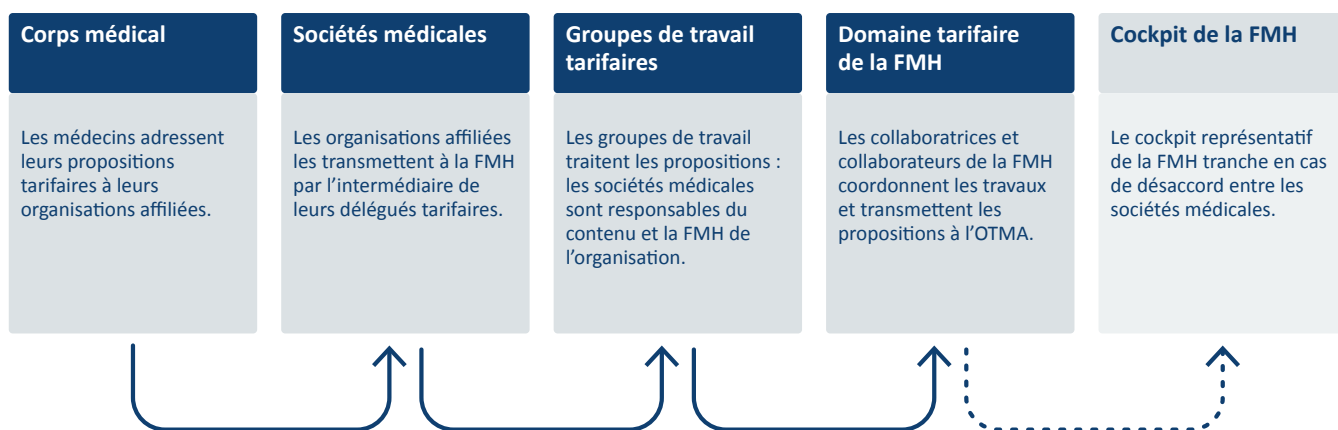 Corps médical
Les médecins adressent
leurs propositions
tarifaires à leurs
organisations affiliées.
Sociétés médicales
Les organisations affiliées
les transmettent à la FMH
par l’intermédiaire de
leurs délégués tarifaires.
Groupes de travail
tarifaires
Les groupes de travail
traitent les propositions :
les sociétés médicales
sont responsables du
contenu et la FMH de
l’organisation.
Domaine tarifaire
de la FMH
Les collaboratrices et
collaborateurs de la FMH
coordonnent les travaux
et transmettent les
propositions à l’OTMA.
Cockpit de la FMH
Le cockpit représentatif
de la FMH tranche en cas
de désaccord entre les
sociétés médicales.